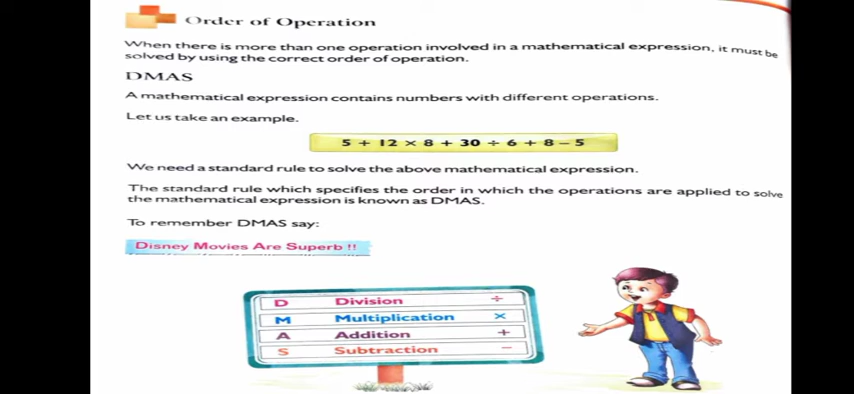 Order of Operation
When there is more than one operation involved in a mathematical expression, it must be
solved by using the correct order of operation.
DMAS
A mathematical expression contains numbers with different operations.
Let us take an example.
5 + 12 × 8 + 30 ÷ 6 + 8 – 5
We need a standard rule to solve the above mathematical expression.
The standard rule which specifies the order in which the operations are applied to solve
the mathematical expression is known as DMAS.
To remember DMAS say:
Disney Movies Are Superb !!
D Division ÷
M Multiplication ×
A Addition +
S Subtraction –